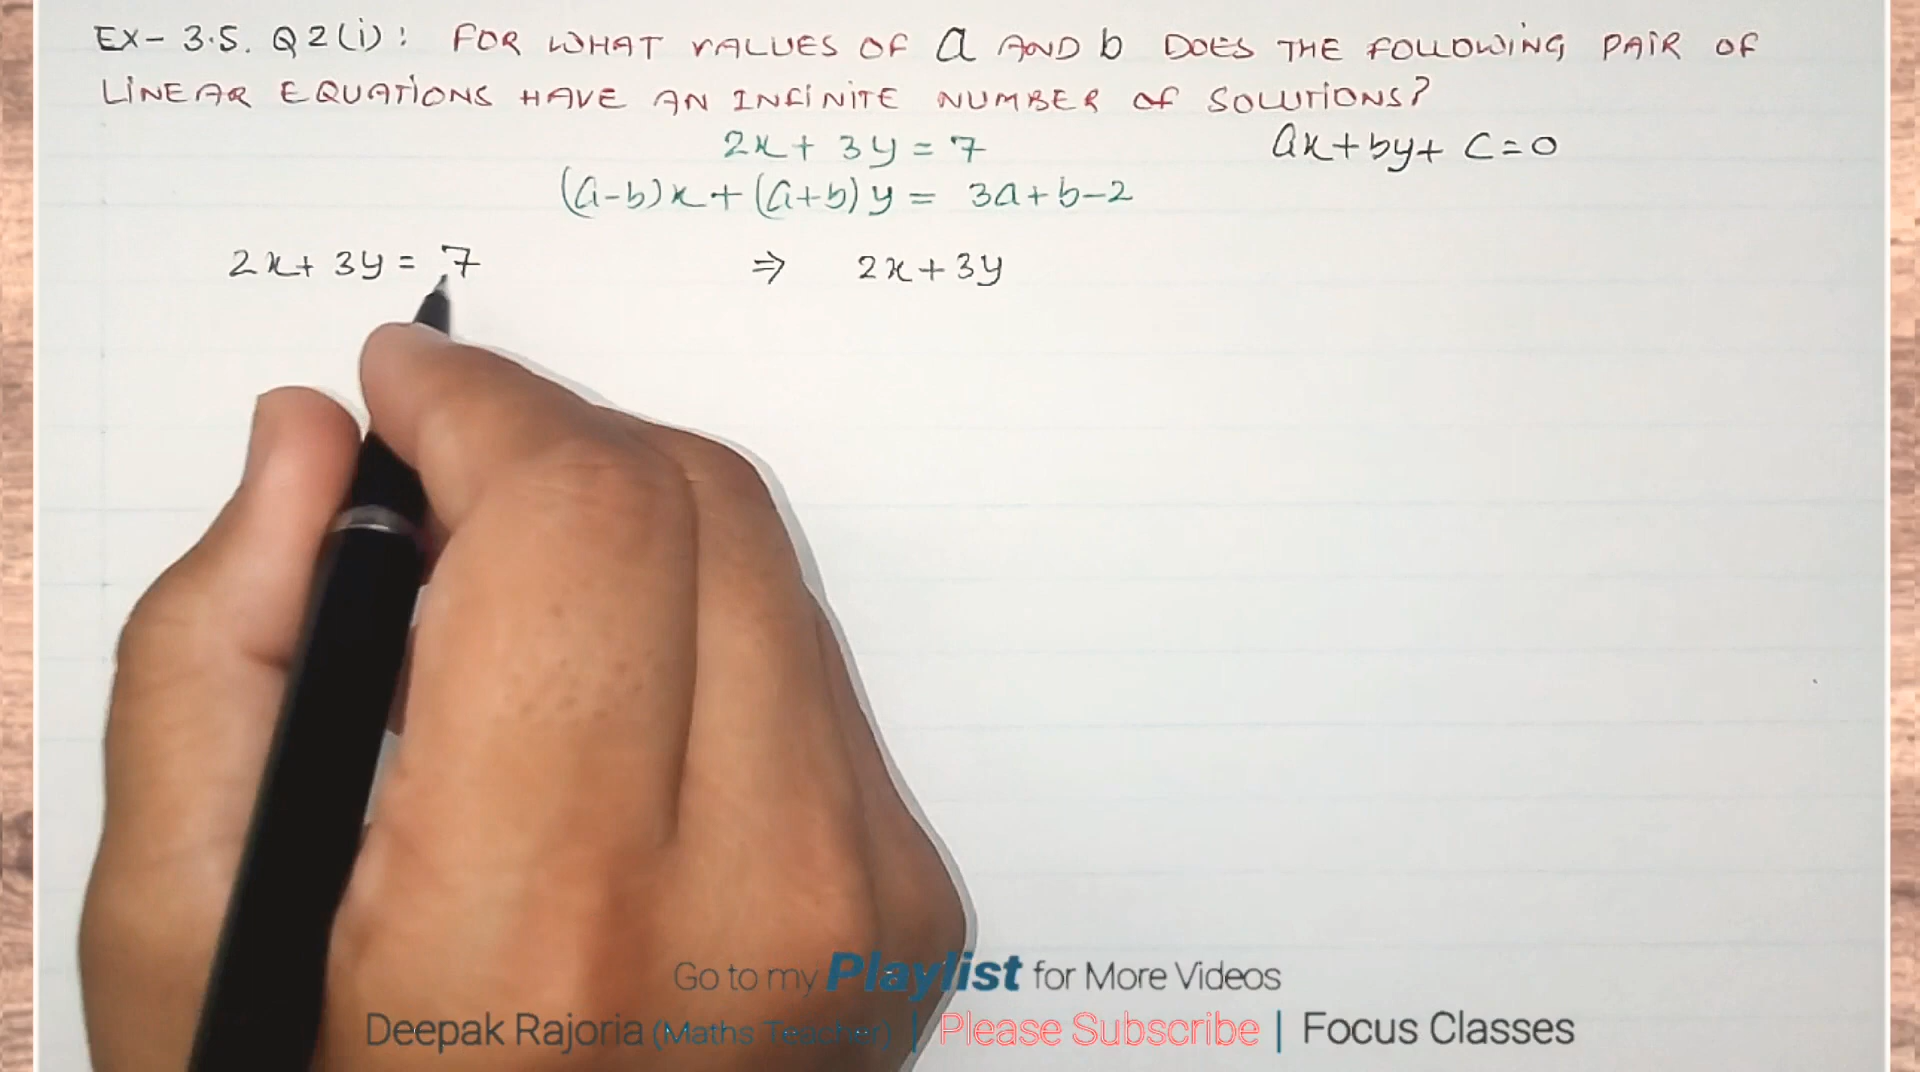 EX- 3.5. Q2(i): FOR WHAT VALUES OF a AND b DOES THE FOLLOWING PAIR OF
LINEAR EQUATIONS HAVE AN INFINITE NUMBER OF SOLUTIONS?
2x + 3y = 7 ax+by+ c=0
(a-b)x + (a+b)y = 3a+b-2
2x+ 3y = 7 ⇒ 2x+3y
Go to my Playlist for More Videos
Deepak Rajoria (Maths Teacher) | Please Subscribe | Focus Classes